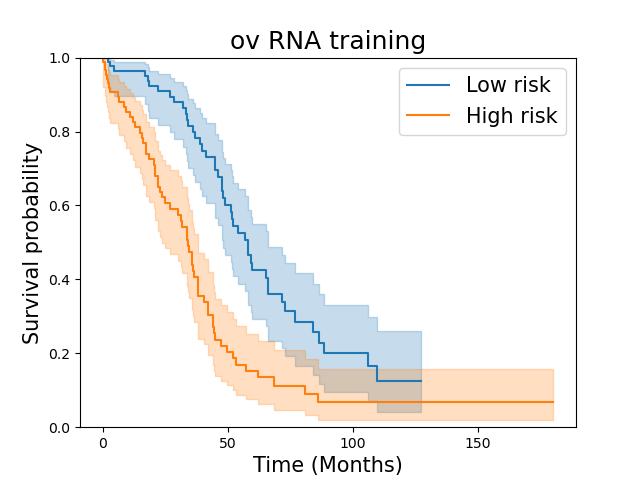 ov RNA training
Low risk
High risk
1.0
0.8
0.6
0.4
0.2
0.0
Survival probability
0
50
100
150
Time (Months)